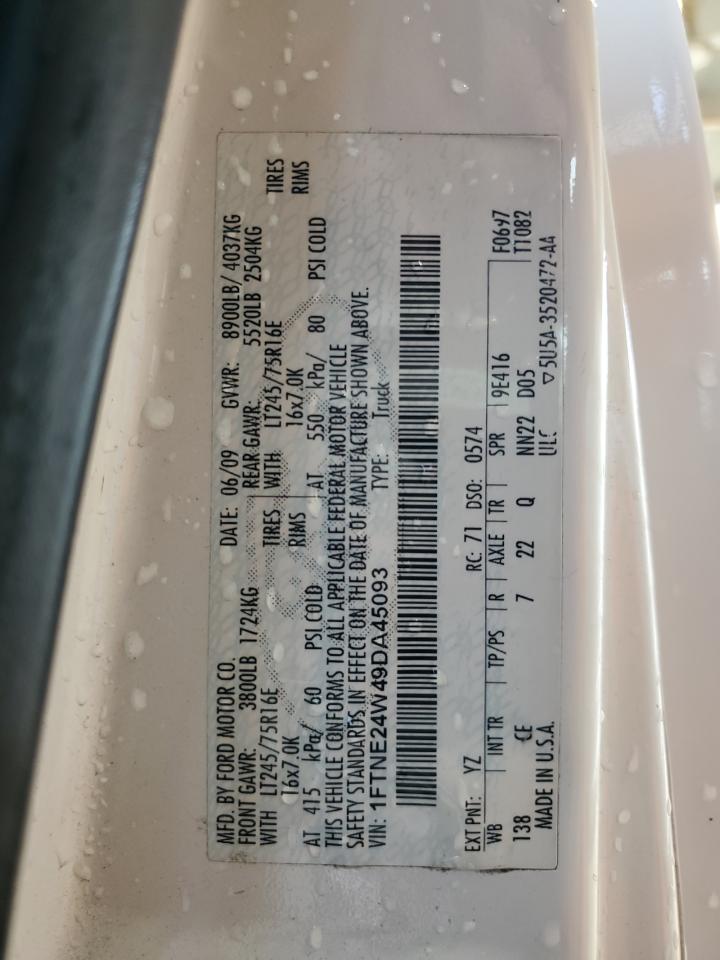 MFD. BY FORD MOTOR CO. DATE: 06/09 GVWR: 8900LB/ 4037KG
FRONT GAWR: 3800LB 1724KG REAR GAWR: 5520LB 2504KG
WITH LT245/75R16E TIRES WITH LT245/75R16E TIRES
16x7.0K RIMS 16x7.0K RIMS
AT 415 kPa/ 60 PSI COLD AT 550 kPa/ 80 PSI COLD
THIS VEHICLE CONFORMS TO ALL APPLICABLE FEDERAL MOTOR VEHICLE
SAFETY STANDARDS IN EFFECT ON THE DATE OF MANUFACTURE SHOWN ABOVE.
VIN: 1FTNE24W49DA45093 TYPE: Truck
EXT PNT: YZ RC: 71 DSO: 0574
WB INT TR TP/PS R AXLE TR SPR 19E416 F0697
138 CE 7 22 Q NN22 D05 T1082
MADE IN U.S.A. ULC ▽5U5A-3520472-AA